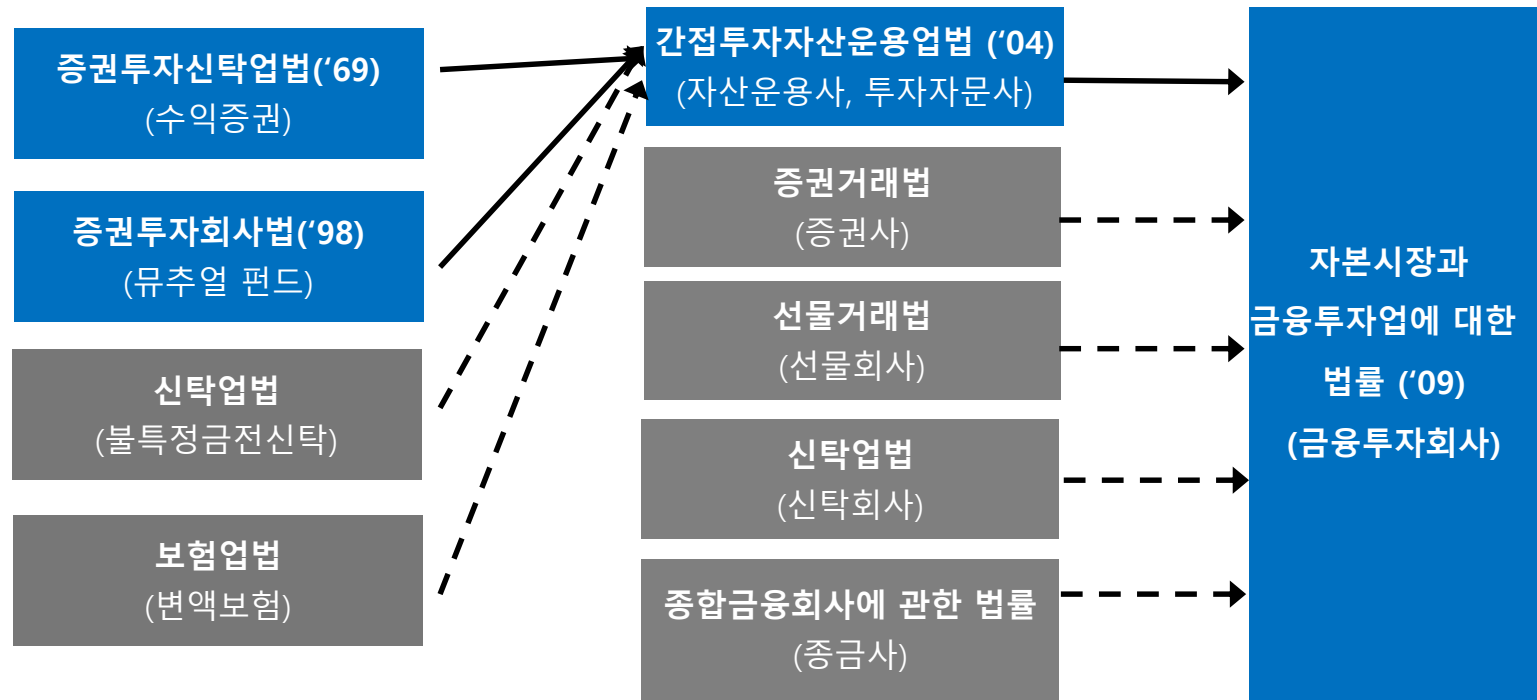 증권투자신탁업법(‘69)
(수익증권)
증권투자회사법(‘98)
(뮤추얼 펀드)
신탁업법
(불특정금전신탁)
보험업법
(변액보험)
간접투자자산운용업법 (‘04)
(자산운용사, 투자자문사)
증권거래법
(증권사)
선물거래법
(선물회사)
신탁업법
(신탁회사)
종합금융회사에 관한 법률
(종금사)
자본시장과
금융투자업에 대한
법률 (‘09)
(금융투자회사)